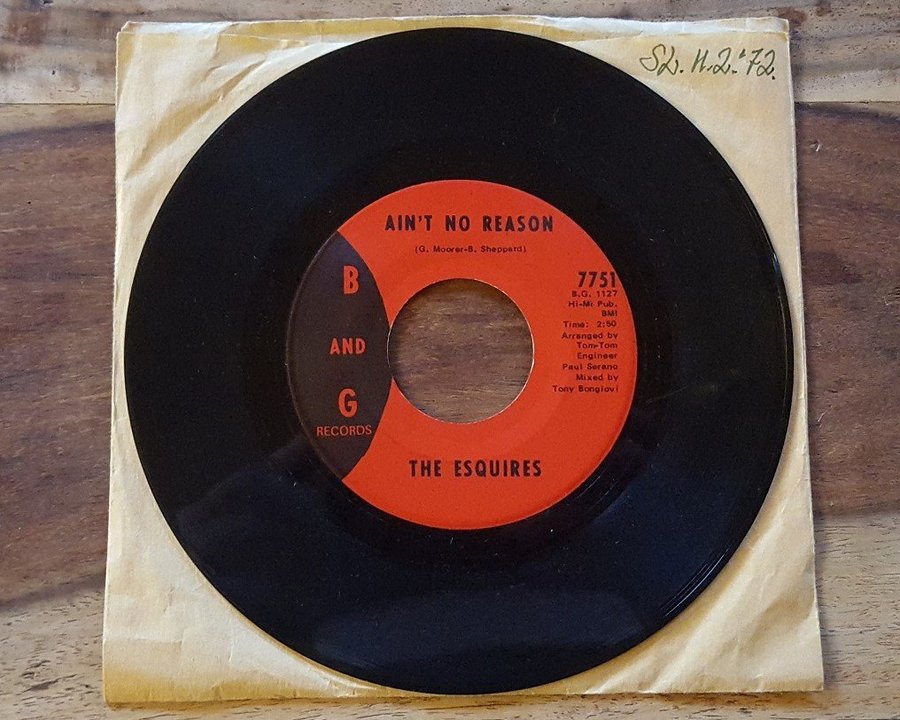 SL. 11.2.'72.
AIN'T NO REASON
(G. Moorer-B. Sheppard)
B
AND
G
RECORDS
7751
B.G. 1127
Hi-Mi Pub.
BMI
Time: 2:50
Arranged by
Tom-Tom
Engineer
Paul Serano
Mixed by
Tony Bongiovi
THE ESQUIRES